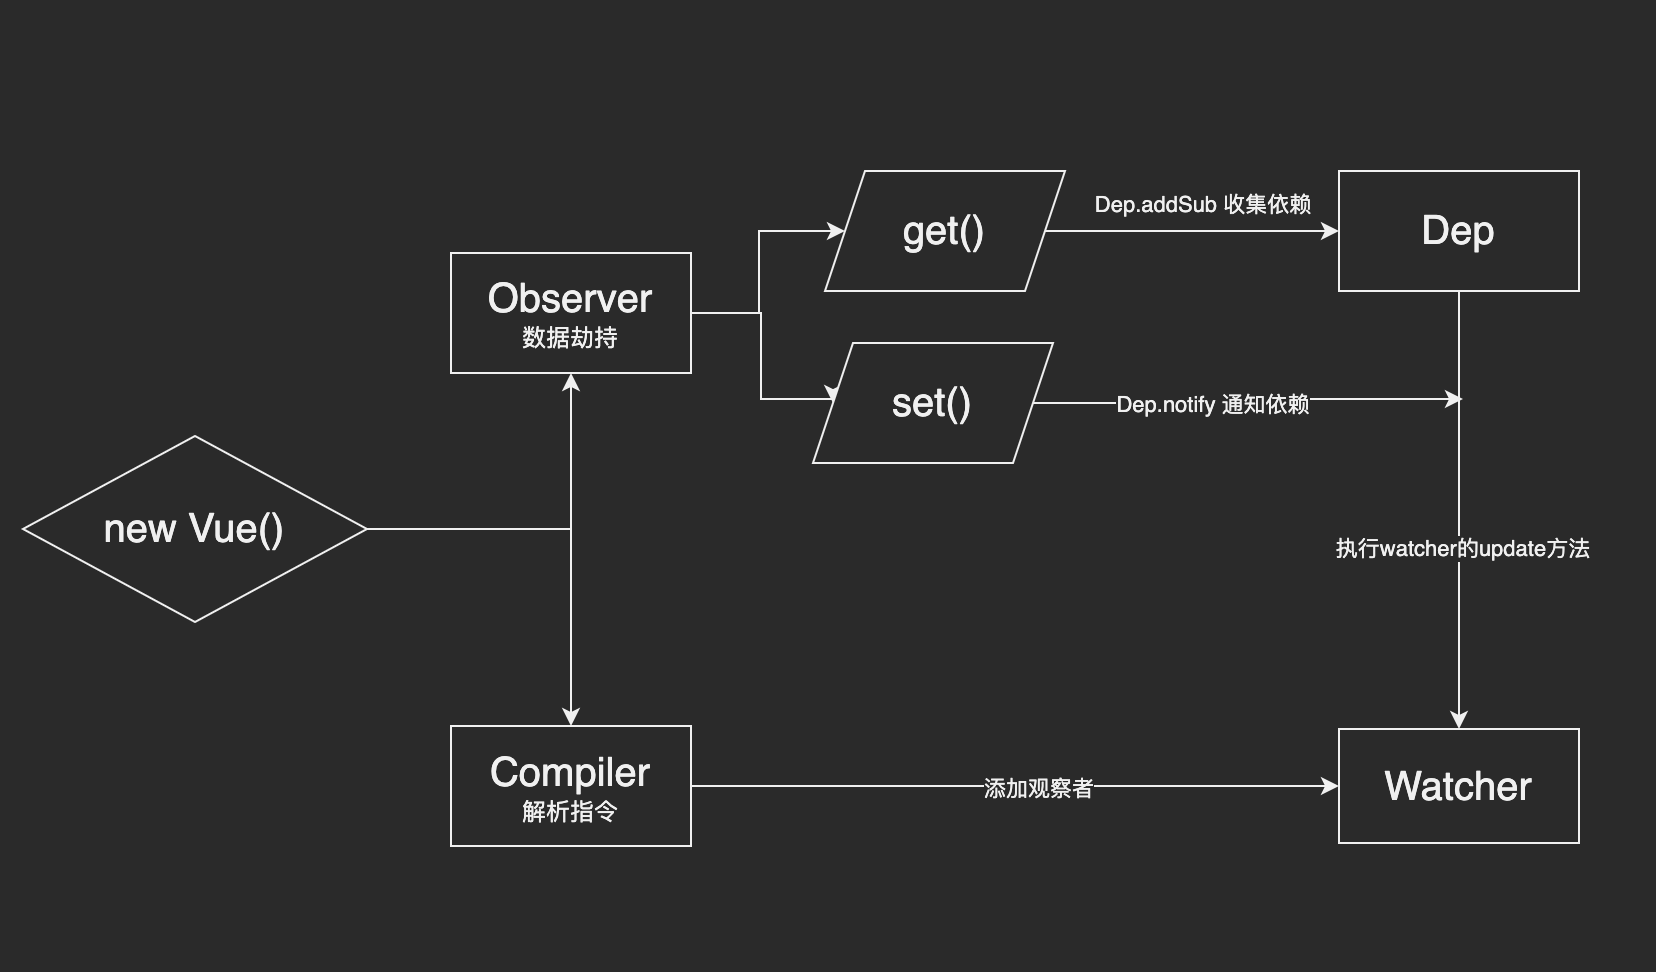 get()
Dep.addSub 收集依赖
Dep
Observer
数据劫持
set()
Dep.notify 通知依赖
new Vue()
执行watcher的update方法
Compiler
解析指令
添加观察者
Watcher